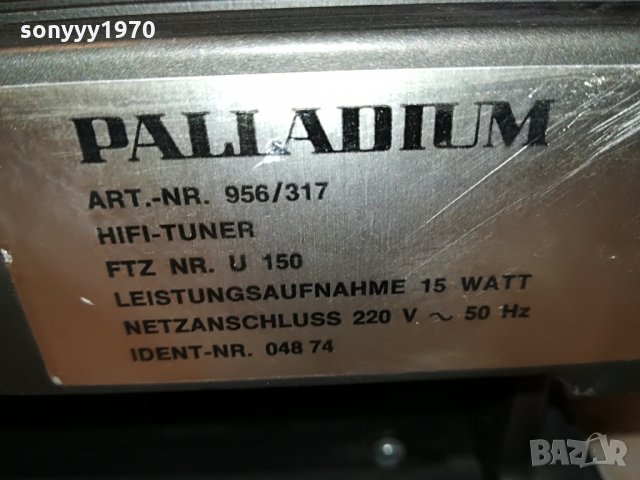 sonyyy1970
PALLADIUM
ART.-NR. 956/317
HIFI-TUNER
FTZ NR. U 150
LEISTUNGSAUFNAHME 15 WATT
NETZANSCHLUSS 220 V ~ 50 Hz
IDENT-NR. 048 74
BAZAR